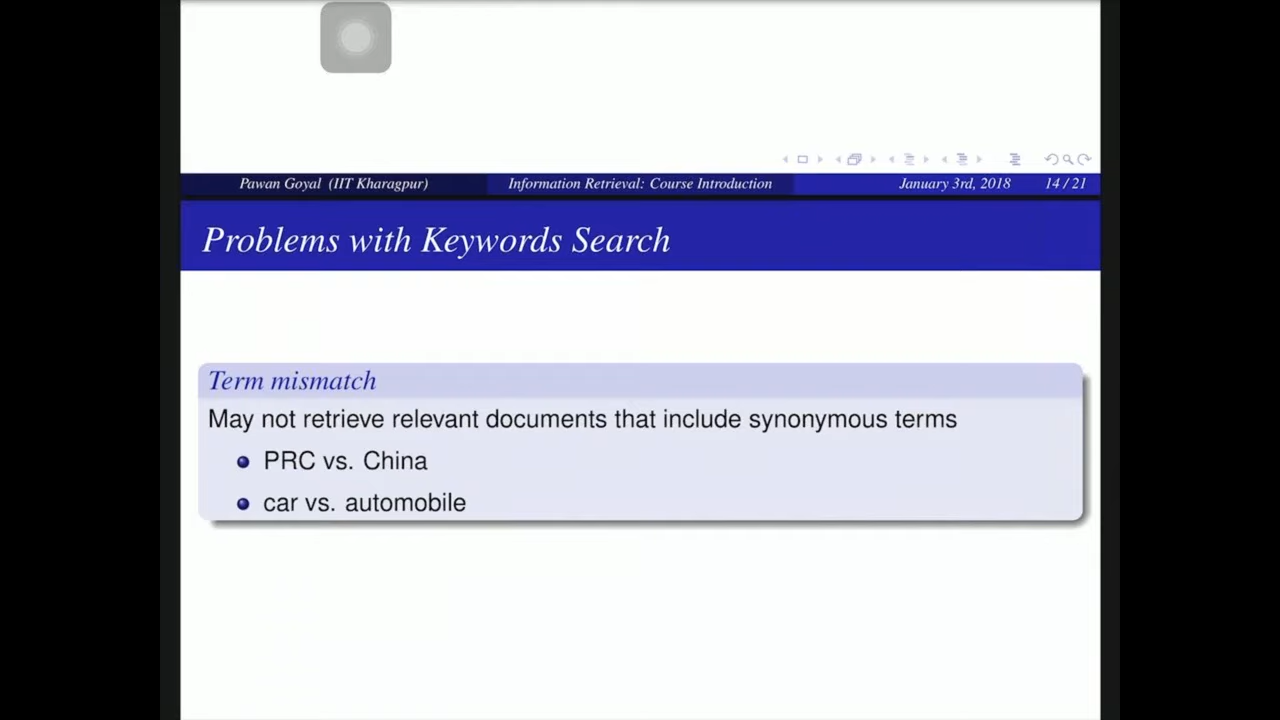 Pawan Goyal (IIT Kharagpur) Information Retrieval: Course Introduction January 3rd, 2018 14 / 21
Problems with Keywords Search
Term mismatch
May not retrieve relevant documents that include synonymous terms
PRC vs. China
car vs. automobile